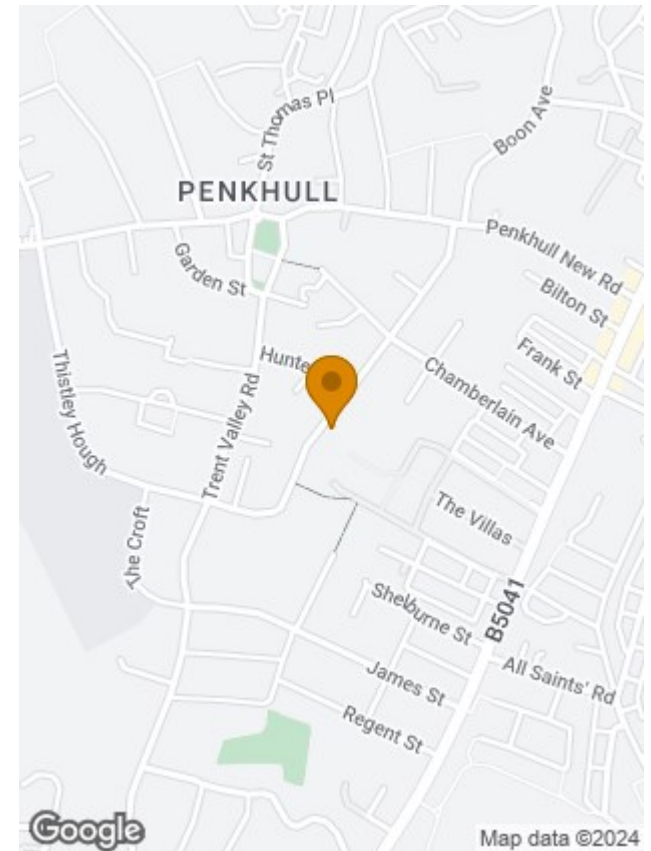 St Thomas Pl
Boon Ave
PENKHULL
Penkhull New Rd
Garden St
Bilton St
Hunte
Frank St
Thistley Hough
Chamberlain Ave
Trent Valley Rd
The Villas
The Croft
Shelburne St
B5041
All Saints' Rd
James St
Regent St
Google
Map data ©2024